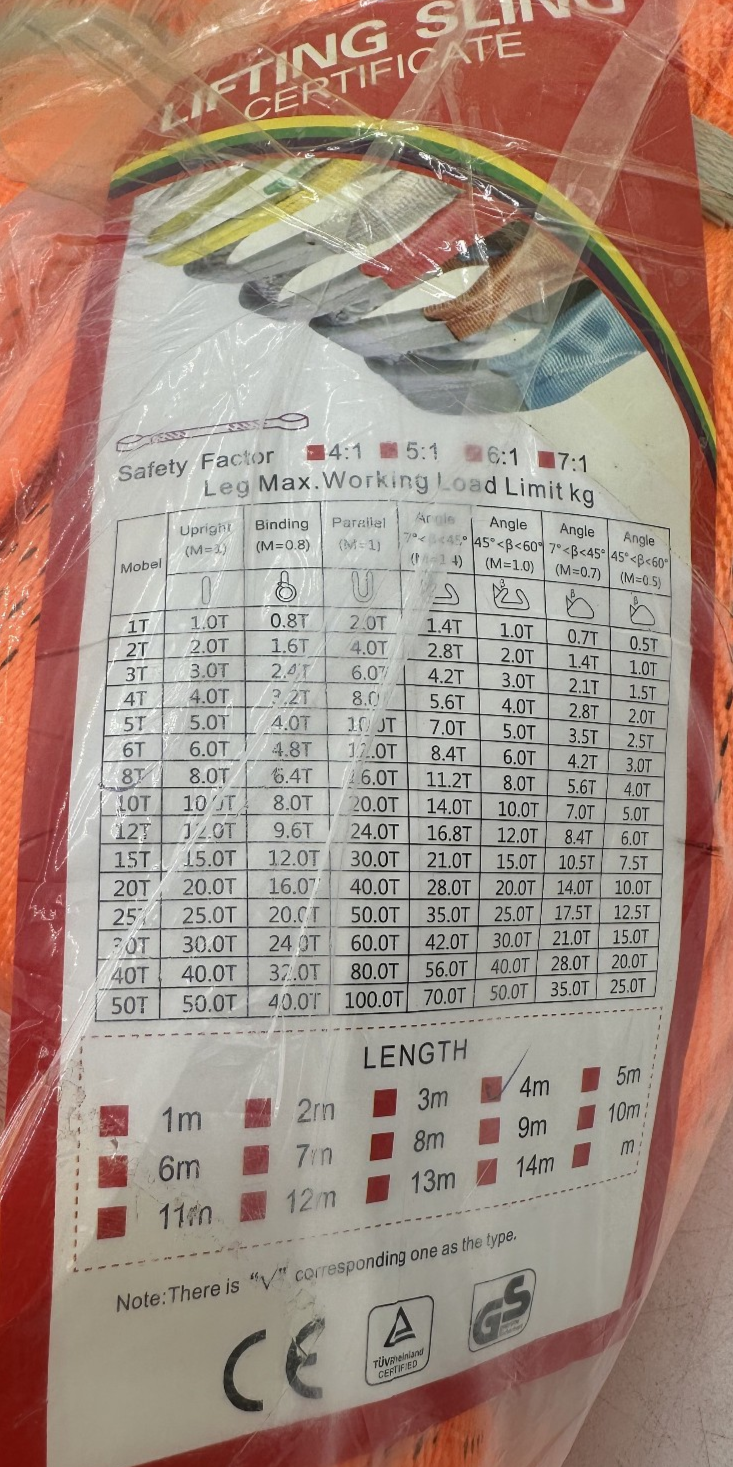 LIFTING SLING
CERTIFICATE
Safety Factor 4:1 5:1 6:1 7:1
Leg Max.Working Load Limit kg
Mobel Upright Binding Parallel Angle Angle Angle Angle
7°<β<45° 45°<β<60° 7°<β<45° 45°<β<60°
(M=1) (M=0.8) (M=1) (M=1.4) (M=1.0) (M=0.7) (M=0.5)
β β β
1T 1.0T 0.8T 2.0T 1.4T 1.0T 0.7T 0.5T
2T 2.0T 1.6T 4.0T 2.8T 2.0T 1.4T 1.0T
3T 3.0T 2.4T 6.0T 4.2T 3.0T 2.1T 1.5T
4T 4.0T 3.2T 8.0 5.6T 4.0T 2.8T 2.0T
5T 5.0T 4.0T 10.0T 7.0T 5.0T 3.5T 2.5T
6T 6.0T 4.8T 12.0T 8.4T 6.0T 4.2T 3.0T
8T 8.0T 6.4T 16.0T 11.2T 8.0T 5.6T 4.0T
10T 10.0T 8.0T 20.0T 14.0T 10.0T 7.0T 5.0T
12T 12.0T 9.6T 24.0T 16.8T 12.0T 8.4T 6.0T
15T 15.0T 12.0T 30.0T 21.0T 15.0T 10.5T 7.5T
20T 20.0T 16.0T 40.0T 28.0T 20.0T 14.0T 10.0T
25T 25.0T 20.0T 50.0T 35.0T 25.0T 17.5T 12.5T
30T 30.0T 24.0T 60.0T 42.0T 30.0T 21.0T 15.0T
40T 40.0T 32.0T 80.0T 56.0T 40.0T 28.0T 20.0T
50T 50.0T 40.0T 100.0T 70.0T 50.0T 35.0T 25.0T
LENGTH
1m 2m 3m 4m 5m
6m 7m 8m 9m 10m
11m 12m 13m 14m m
Note:There is "√" corresponding one as the type.
CE
TÜVRheinland
CERTIFIED
GS